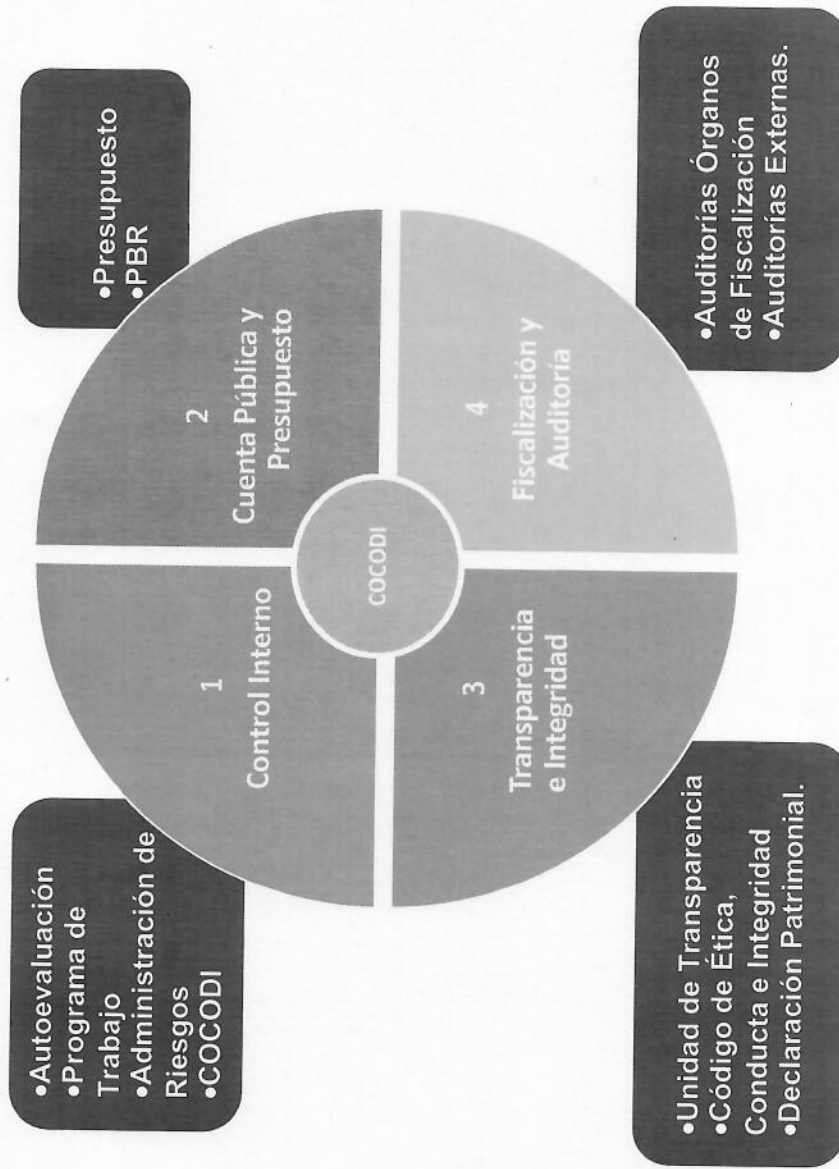 •Autoevaluación
•Programa de
Trabajo
•Administración de
Riesgos
•COCODI
•Presupuesto
•PBR
1
Control Interno
2
Cuenta Pública y
Presupuesto
COCODI
3
Transparencia
e Integridad
4
Fiscalización y
Auditoría
•Unidad de Transparencia
•Código de Ética,
Conducta e Integridad
•Declaración Patrimonial.
•Auditorías Órganos
de Fiscalización
•Auditorías Externas.